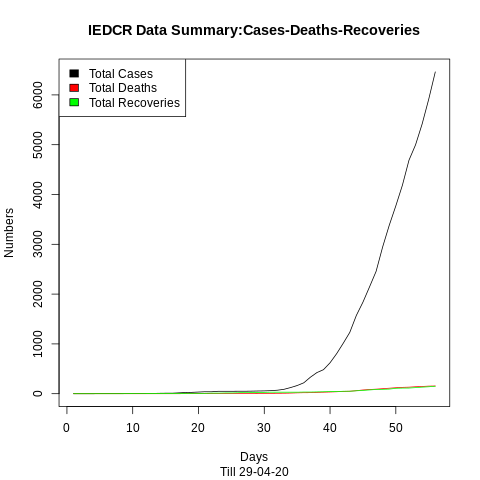 IEDCR Data Summary:Cases-Deaths-Recoveries
Total Cases
Total Deaths
Total Recoveries
Numbers
6000
5000
4000
3000
2000
1000
0
0 10 20 30 40 50
Days
Till 29-04-20